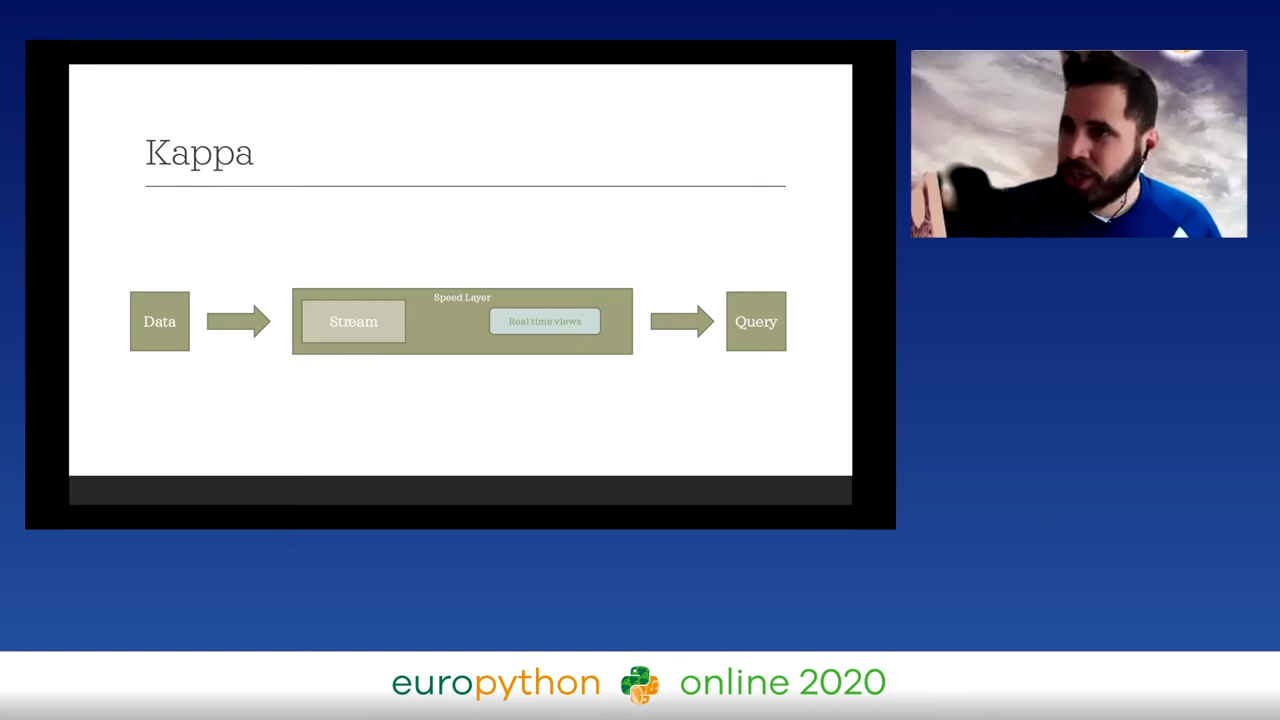 Kappa
Data
Speed Layer
Stream
Real time views
Query
europython online 2020